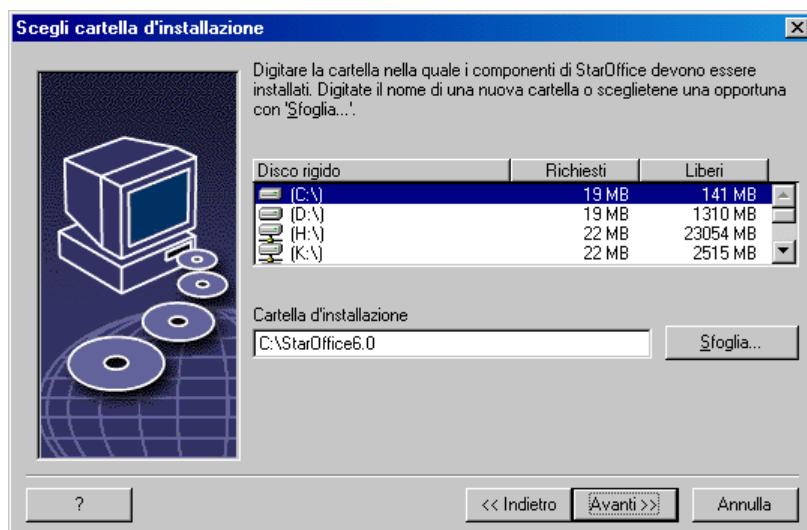 Scegli cartella d'installazione
Digitare la cartella nella quale i componenti di StarOffice devono essere
installati. Digitate il nome di una nuova cartella o sceglietene una opportuna
con 'Sfoglia...'.
Disco rigido Richiesti Liberi
(C:\) 19 MB 141 MB
(D:\) 19 MB 1310 MB
(H:\) 22 MB 23054 MB
(K:\) 22 MB 2515 MB
Cartella d'installazione
C:\StarOffice6.0 Sfoglia...
? << Indietro Avanti >> Annulla